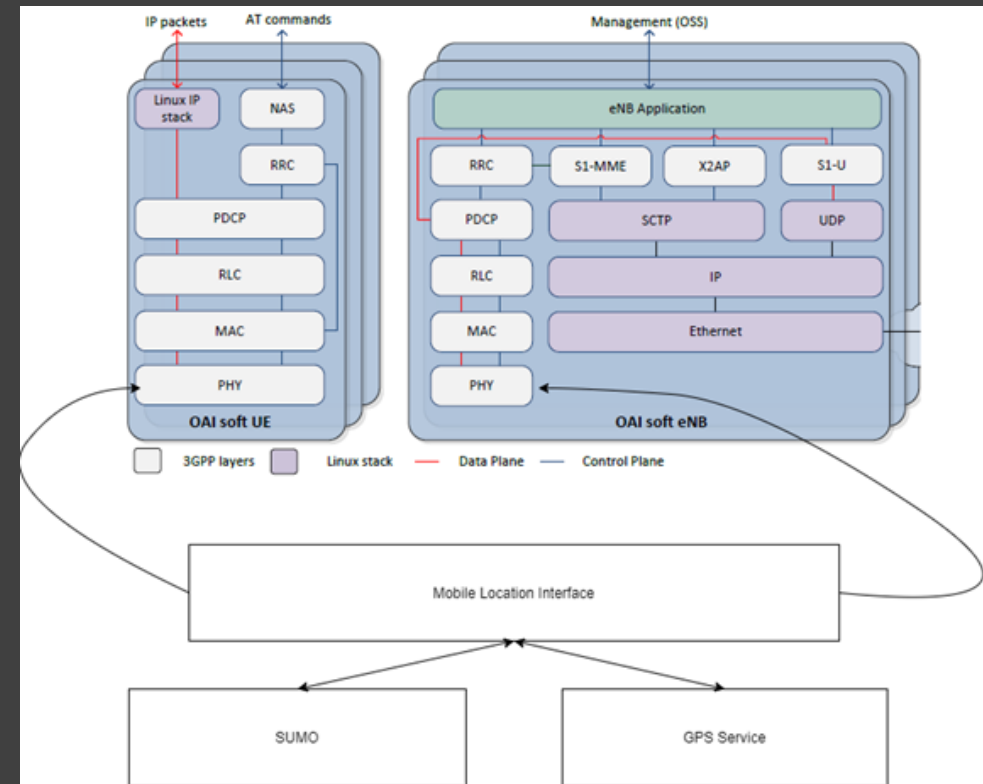 IP packets
AT commands
Management (OSS)
Linux IP
stack
NAS
eNB Application
RRC
RRC
S1-MME
X2AP
S1-U
PDCP
PDCP
SCTP
UDP
RLC
RLC
IP
MAC
MAC
Ethernet
PHY
PHY
OAI soft UE
OAI soft eNB
3GPP layers
Linux stack
Data Plane
Control Plane
Mobile Location Interface
SUMO
GPS Service